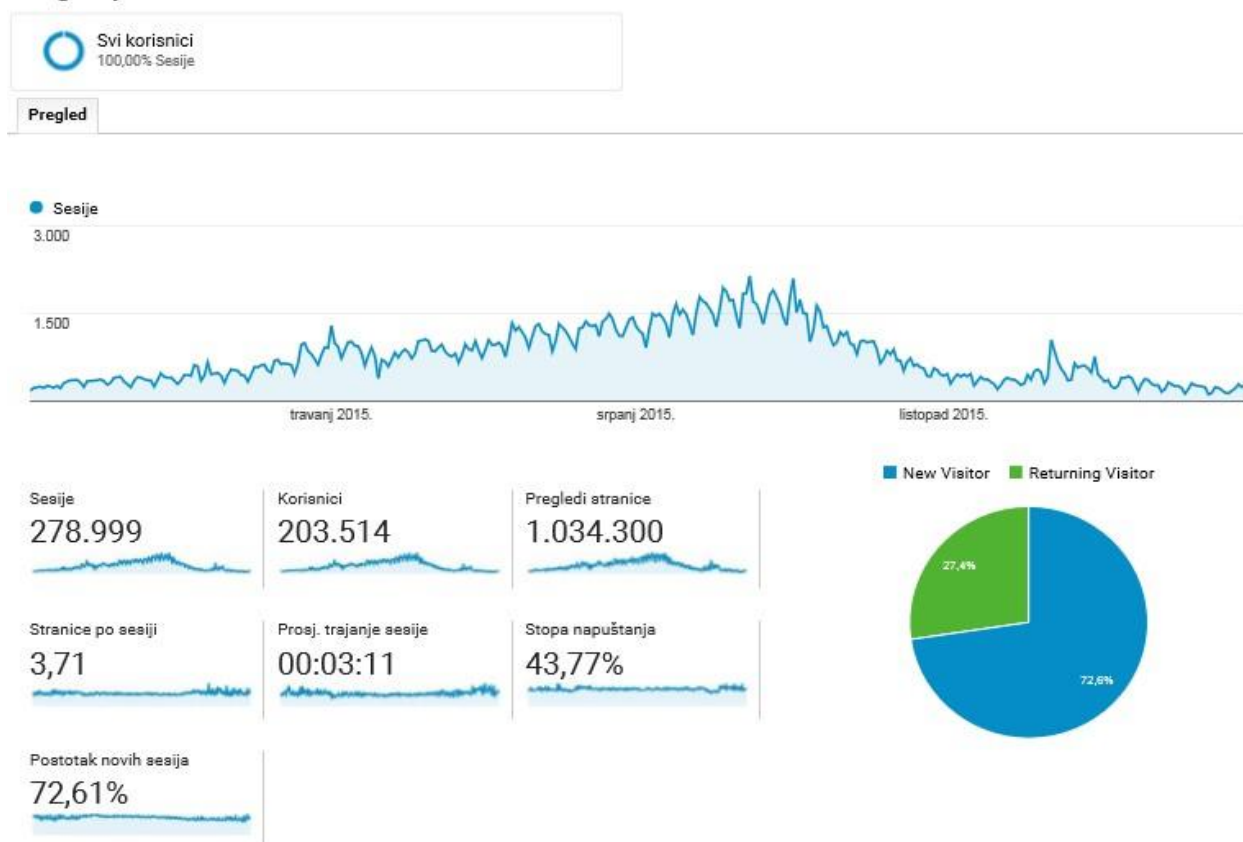 Svi korisnici
100,00% Sesije
Pregled
Sesije
3.000
1.500
travanj 2015.
srpanj 2015.
listopad 2015.
New Visitor
Returning Visitor
Sesije
278.999
Korisnici
203.514
Pregledi stranice
1.034.300
Stranice po sesiji
3,71
Prosj. trajanje sesije
00:03:11
Stopa napuštanja
43,77%
Postotak novih sesija
72,61%
27,4%
72,6%